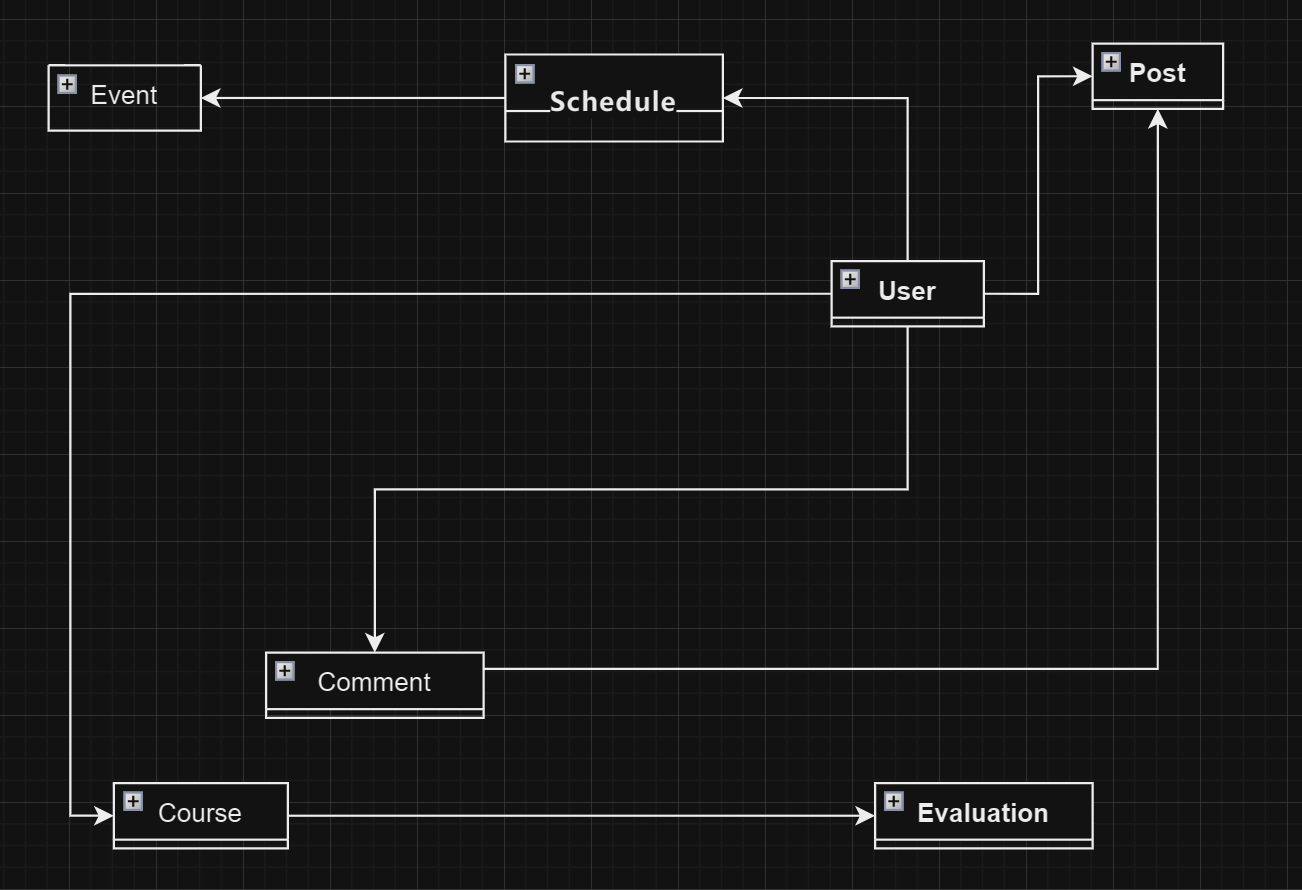 Event
Schedule
Post
User
Comment
Course
Evaluation